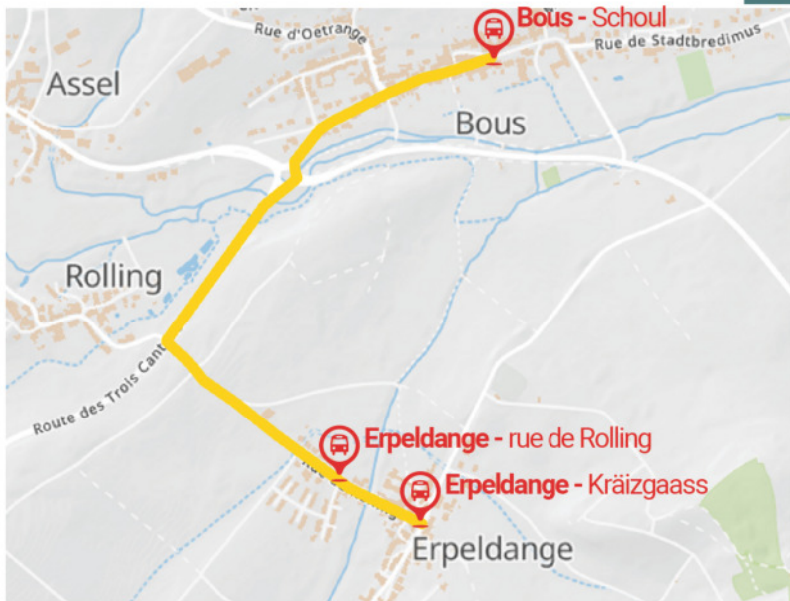 Bous - Schoul
Rue d'Oetrange
Rue de Stadtbredimus
Assel
Bous
Rolling
Route des Trois Cant
Erpeldange - rue de Rolling
Erpeldange - Kräizgaass
Erpeldange